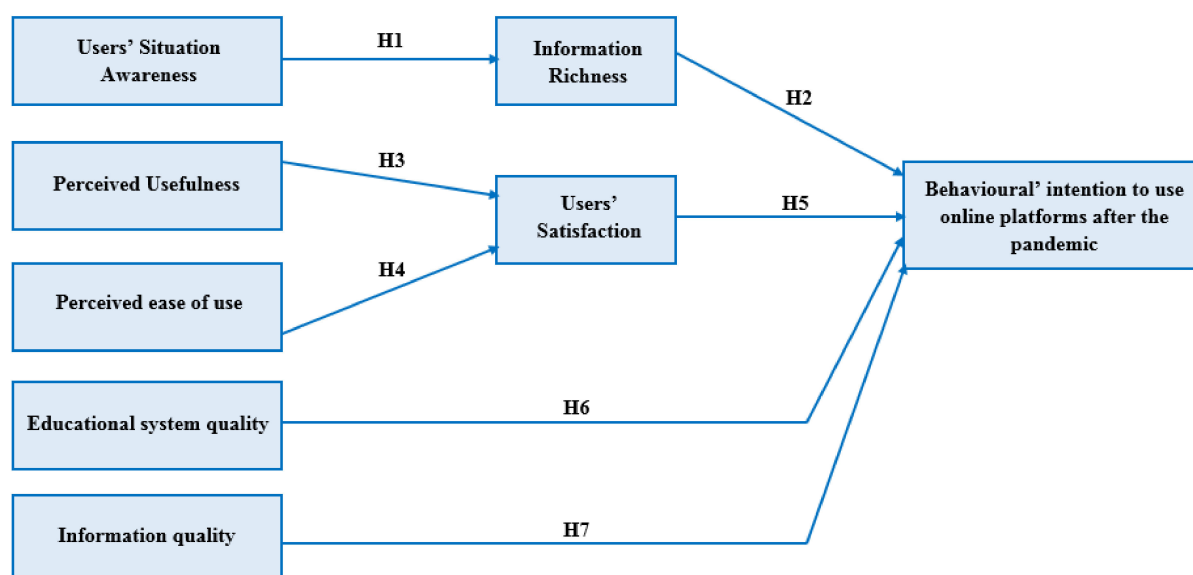 Users' Situation
Awareness
H1
Information
Richness
H2
Perceived Usefulness
H3
Users'
Satisfaction
H5
Behavioural' intention to use
online platforms after the
pandemic
Perceived ease of use
H4
Educational system quality
H6
Information quality
H7